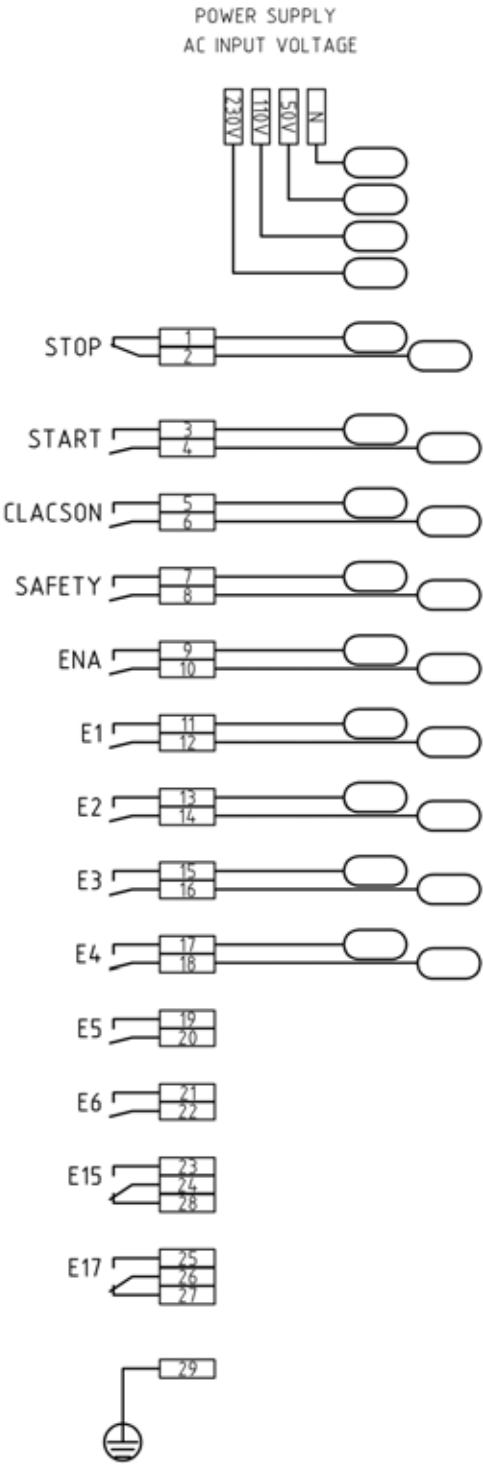 POWER SUPPLY
AC INPUT VOLTAGE
230V 110V 50V N
STOP 1
2
START 3
4
CLACSON 5
6
SAFETY 7
8
ENA 9
10
E1 11
12
E2 13
14
E3 15
16
E4 17
18
E5 19
20
E6 21
22
E15 23
24
28
E17 25
26
27
29